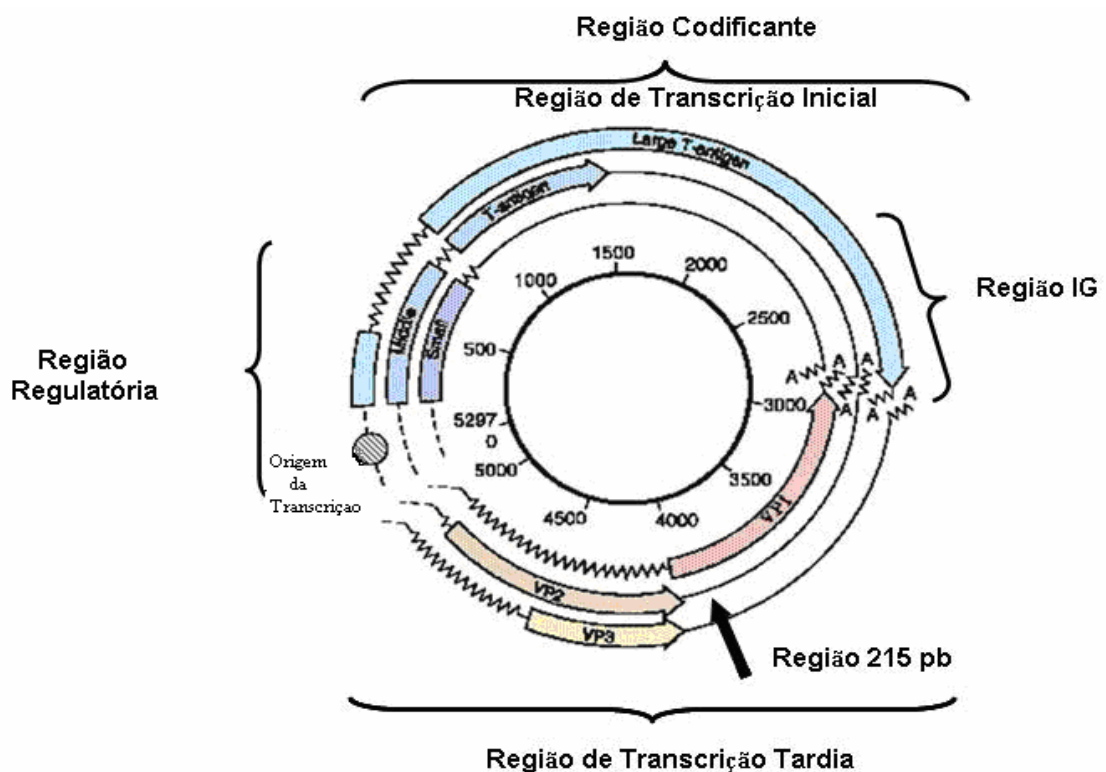 Região Codificante
Região de Transcrição Inicial
Large T-antigen
T-antigen
Middle
Small
1500
2000
1000
2500
500
3000
5297
0
5000
3500
4500
4000
Região IG
Região
Regulatória
Origem
da
Transcriçao
A
A
A
A
A
A
VP1
VP2
VP3
Região 215 pb
Região de Transcrição Tardia